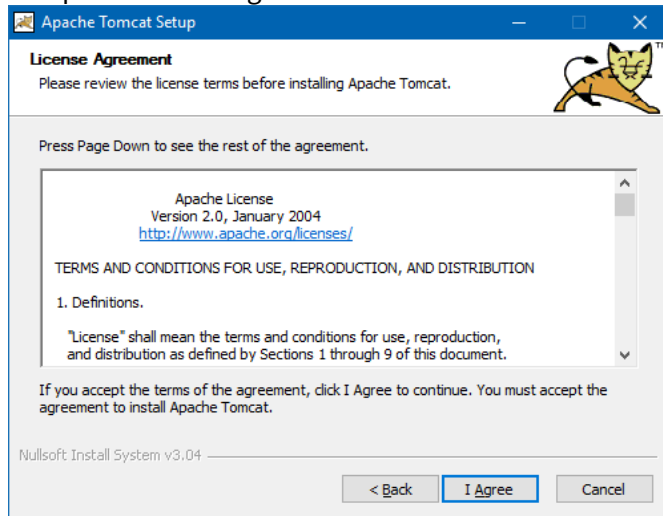 Apache Tomcat Setup
License Agreement
Please review the license terms before installing Apache Tomcat.
TM
Press Page Down to see the rest of the agreement.
Apache License
Version 2.0, January 2004
http://www.apache.org/licenses/
TERMS AND CONDITIONS FOR USE, REPRODUCTION, AND DISTRIBUTION
1. Definitions.
"License" shall mean the terms and conditions for use, reproduction,
and distribution as defined by Sections 1 through 9 of this document.
If you accept the terms of the agreement, click I Agree to continue. You must accept the
agreement to install Apache Tomcat.
Nullsoft Install System v3.04
< Back I Agree Cancel